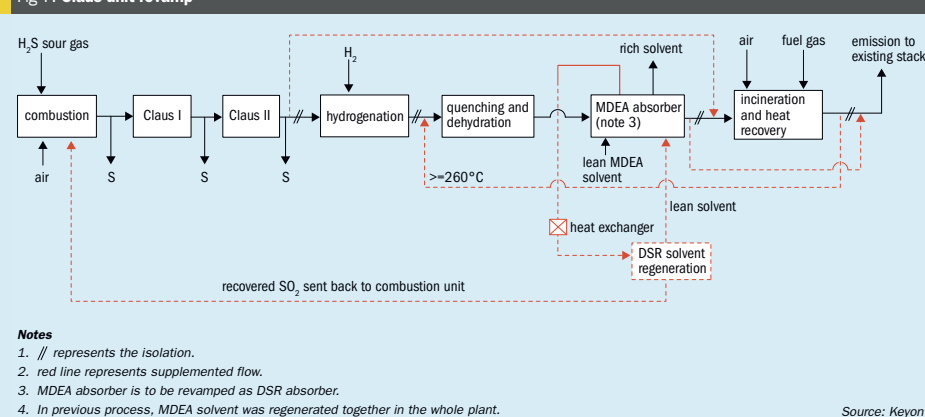 Fig 7: Claus unit revamp
H₂S sour gas
H₂
rich solvent
air
fuel gas
emission to
existing stack
combustion
Claus I
Claus II
hydrogenation
quenching and
dehydration
MDEA absorber
(note 3)
incineration
and heat
recovery
air
S
S
S
>=260°C
lean MDEA
solvent
lean solvent
heat exchanger
DSR solvent
regeneration
recovered SO₂ sent back to combustion unit
Notes
1. // represents the isolation.
2. red line represents supplemented flow.
3. MDEA absorber is to be revamped as DSR absorber.
4. In previous process, MDEA solvent was regenerated together in the whole plant.
Source: Keyon